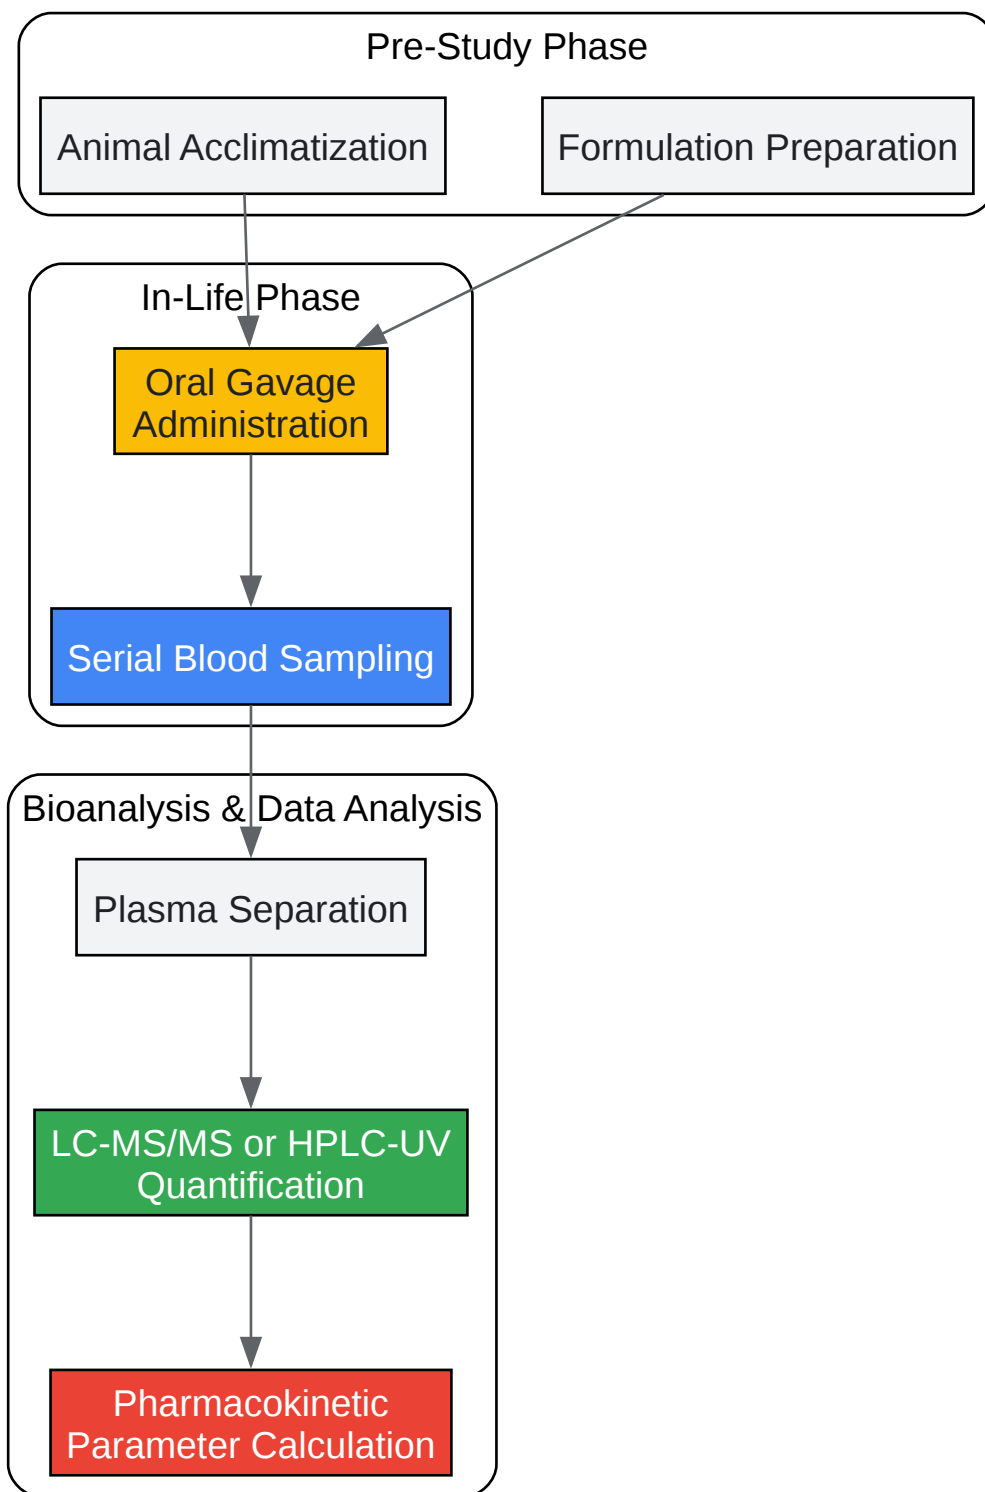 Pre-Study Phase
Animal Acclimatization
Formulation Preparation
In-Life Phase
Oral Gavage
Administration
Serial Blood Sampling
Bioanalysis & Data Analysis
Plasma Separation
LC-MS/MS or HPLC-UV
Quantification
Pharmacokinetic
Parameter Calculation